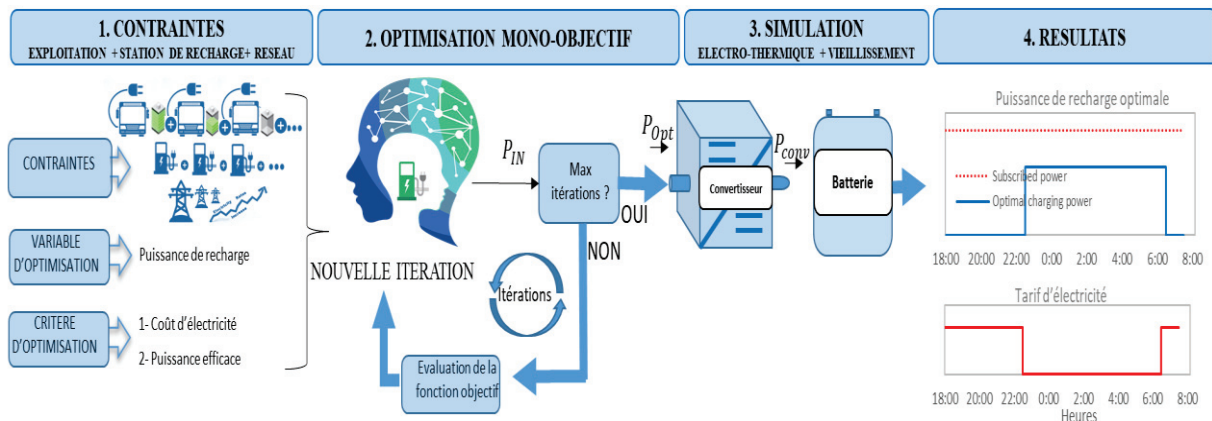 1. CONTRAINTES
EXPLOITATION + STATION DE RECHARGE+ RESEAU
2. OPTIMISATION MONO-OBJECTIF
3. SIMULATION
ELECTRO-THERMIQUE + VIEILLISSEMENT
4. RESULTATS
CONTRAINTES
VARIABLE
D'OPTIMISATION
Puissance de recharge
CRITERE
D'OPTIMISATION
1- Coût d'électricité
2- Puissance efficace
P_IN
Max
itérations ?
OUI
NON
NOUVELLE ITERATION
Itérations
Evaluation de la
fonction objectif
P_Opt
Convertisseur
P_conv
Batterie
Puissance de recharge optimale
Subscribed power
Optimal charging power
18:00 20:00 22:00 0:00 2:00 4:00 6:00 8:00
Tarif d'électricité
18:00 20:00 22:00 0:00 2:00 4:00 6:00 8:00
Heures